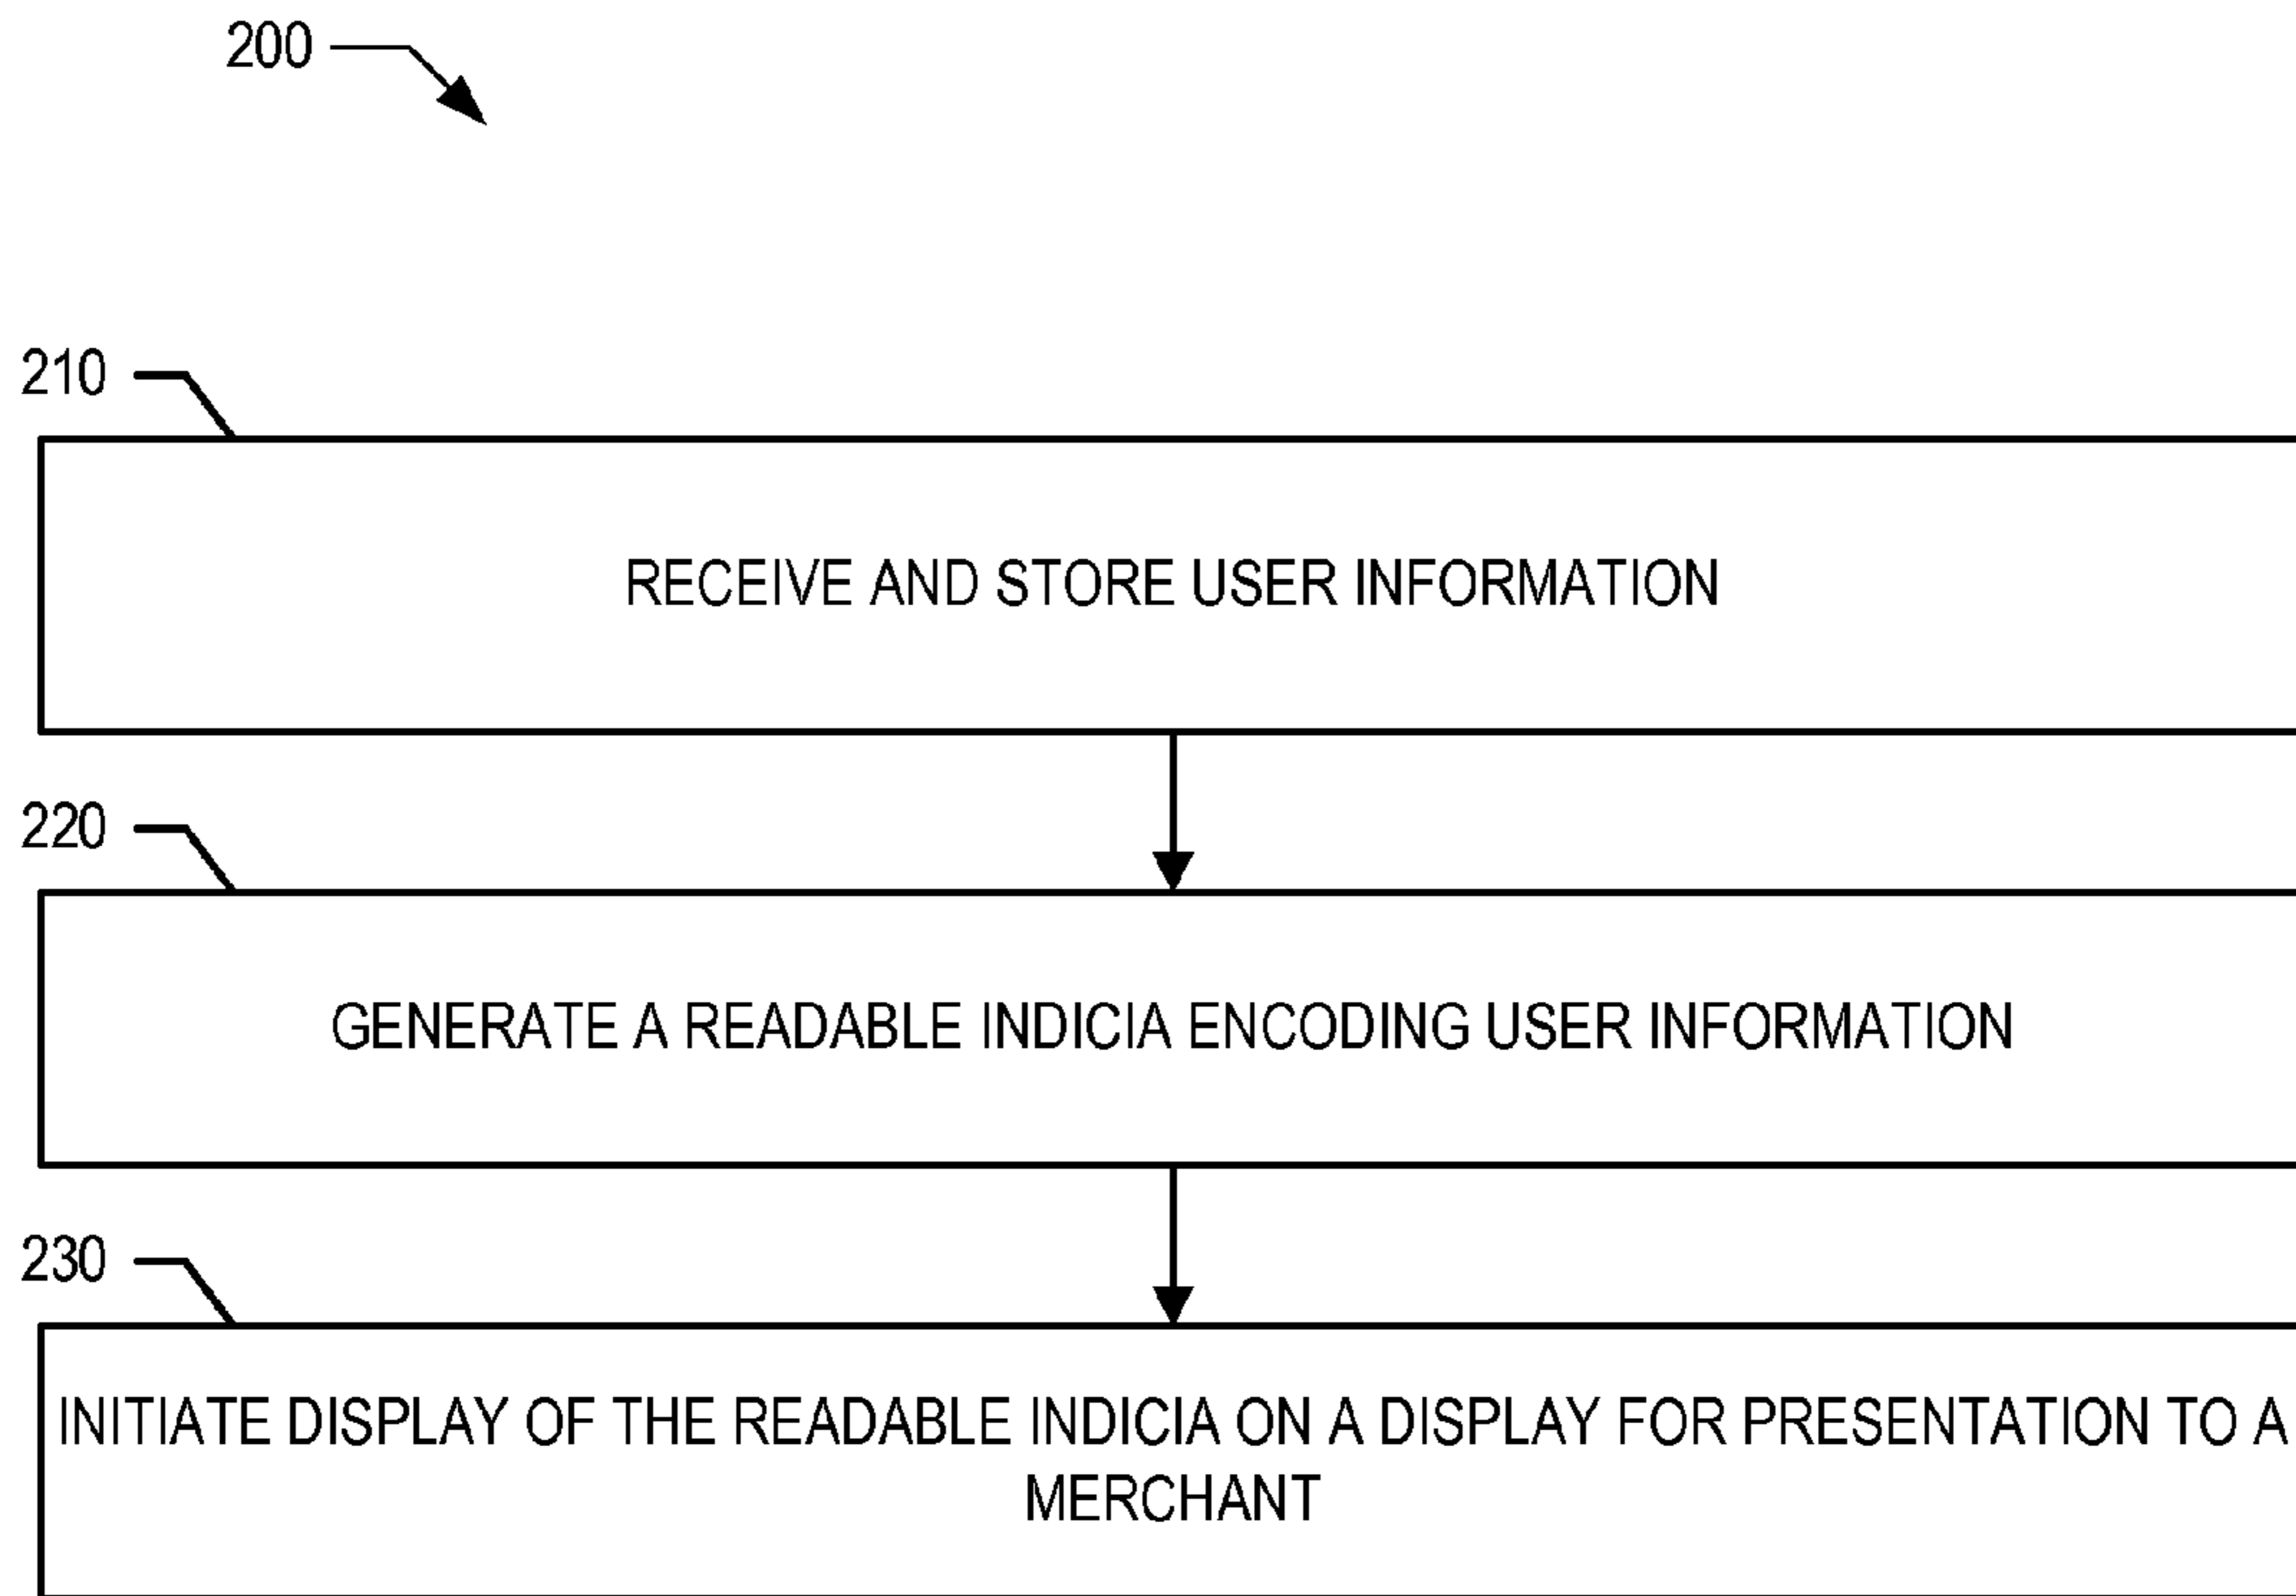 200
210
RECEIVE AND STORE USER INFORMATION
220
GENERATE A READABLE INDICIA ENCODING USER INFORMATION
230
INITIATE DISPLAY OF THE READABLE INDICIA ON A DISPLAY FOR PRESENTATION TO A
MERCHANT